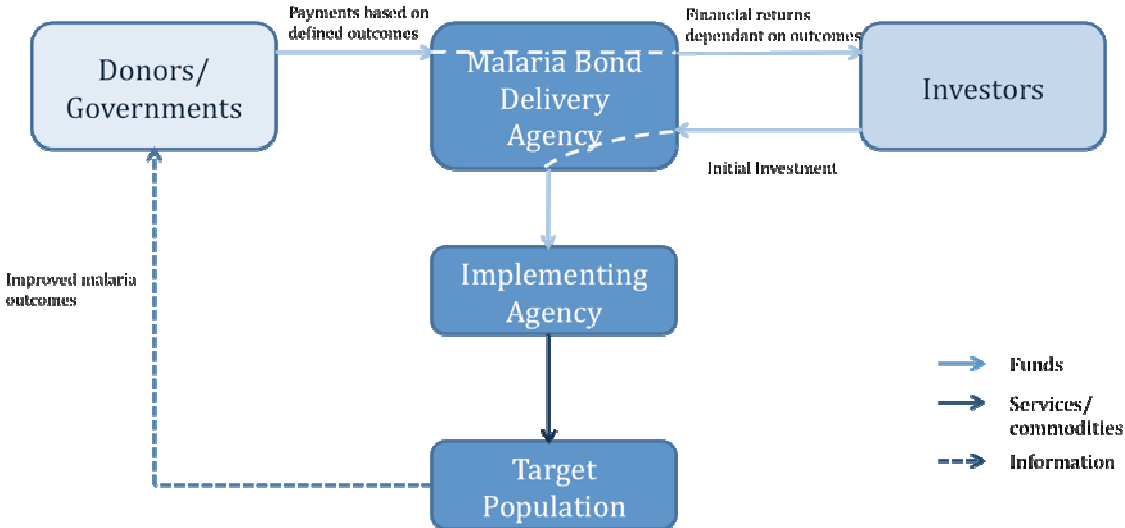 Payments based on
defined outcomes
Financial returns
dependant on outcomes
Donors/
Governments
Malaria Bond
Delivery
Agency
Investors
Initial Investment
Improved malaria
outcomes
Implementing
Agency
Funds
Services/
commodities
Information
Target
Population